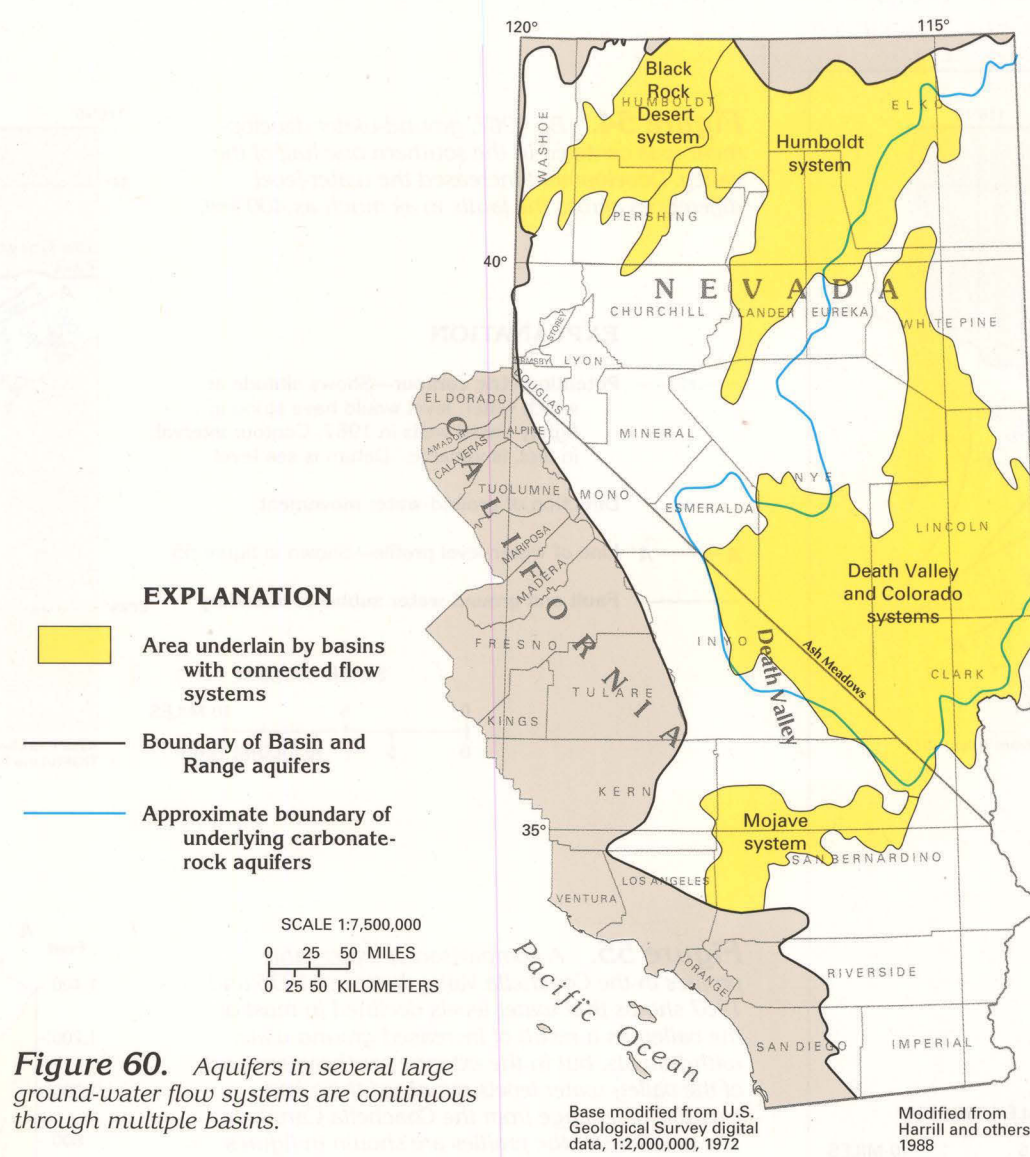 120°
115°
Black
Rock
Desert
system
HUMBOLDT
ELKO
WASHOE
Humboldt
system
PERSHING
40°
NEVADA
CHURCHILL
LANDER
EUREKA
WHITE PINE
STOREY
ORMSBY
LYON
DOUGLAS
EL DORADO
ALPINE
AMADOR
CALAVERAS
MINERAL
TUOLUMNE
MONO
NYE
ESMERALDA
LINCOLN
CALIFORNIA
MARIPOSA
MADERA
Death Valley
and Colorado
systems
FRESNO
INYO
Death Valley
Ash Meadows
CLARK
TULARE
KINGS
KERN
35°
Mojave
system
SAN BERNARDINO
LOS ANGELES
VENTURA
ORANGE
RIVERSIDE
SAN DIEGO
IMPERIAL
Pacific Ocean
EXPLANATION
Area underlain by basins
with connected flow
systems
Boundary of Basin and
Range aquifers
Approximate boundary of
underlying carbonate-
rock aquifers
SCALE 1:7,500,000
0 25 50 MILES
0 25 50 KILOMETERS
Figure 60. Aquifers in several large
ground-water flow systems are continuous
through multiple basins.
Base modified from U.S.
Geological Survey digital
data, 1:2,000,000, 1972
Modified from
Harrill and others,
1988